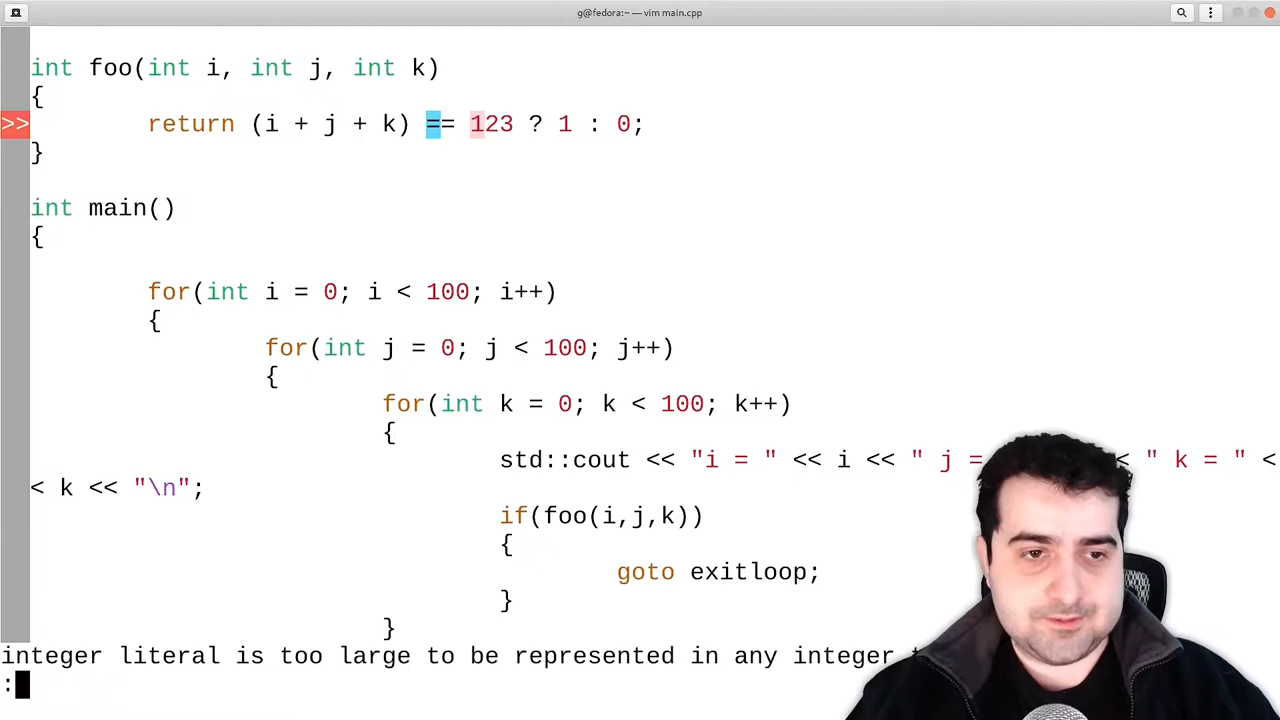 g@fedora:~ — vim main.cpp
int foo(int i, int j, int k)
{
>> return (i + j + k) == 123 ? 1 : 0;
}
int main()
{
for(int i = 0; i < 100; i++)
{
for(int j = 0; j < 100; j++)
{
for(int k = 0; k < 100; k++)
{
std::cout << "i = " << i << " j = < " k = " <
< k << "\n";
if(foo(i,j,k))
{
goto exitloop;
}
}
integer literal is too large to be represented in any integer
: